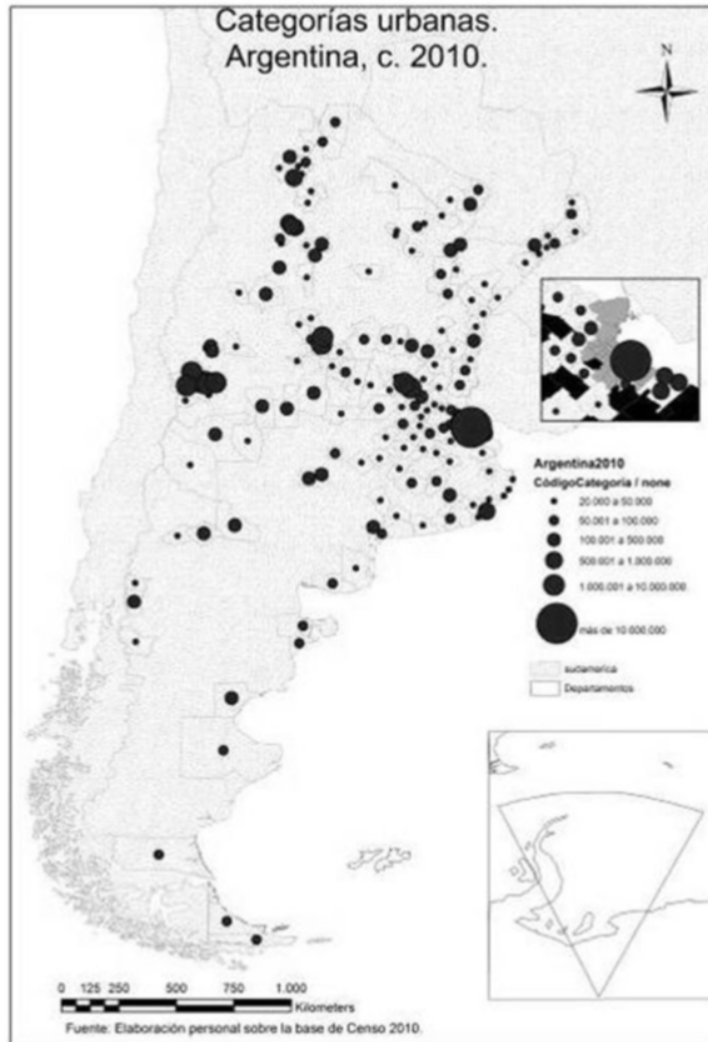 Categorías urbanas.
Argentina, c. 2010.
N
Argentina2010
CódigoCategoria / none
20.000 a 50.000
50.001 a 100.000
100.001 a 500.000
500.001 a 1.000.000
1.000.001 a 10.000.000
más de 10.000.000
sudamerica
Departamentos
0 125 250 500 750 1.000
Kilometers
Fuente: Elaboración personal sobre la base de Censo 2010.